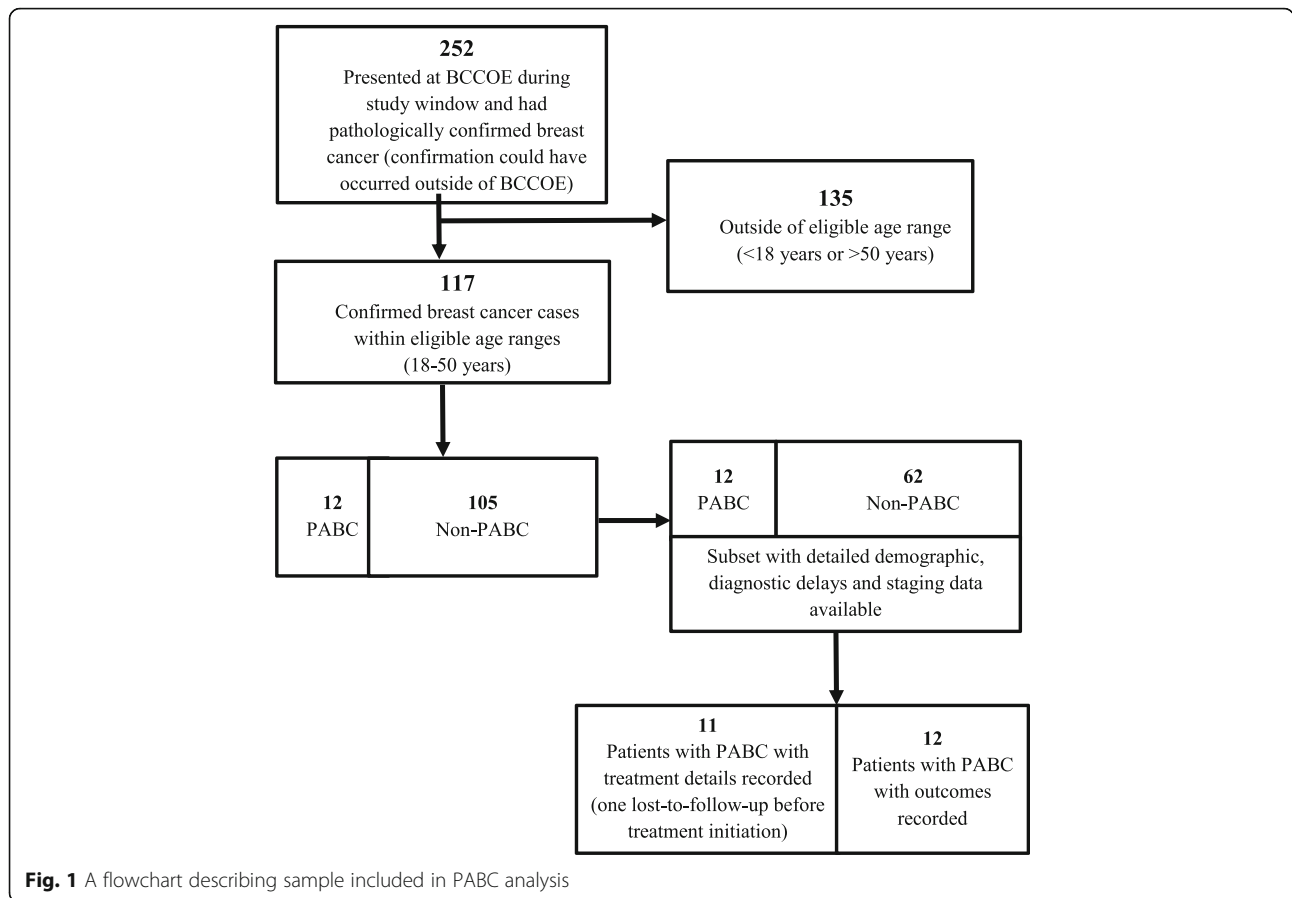 252
Presented at BCCOE during
study window and had
pathologically confirmed breast
cancer (confirmation could have
occurred outside of BCCOE)
135
Outside of eligible age range
(<18 years or >50 years)
117
Confirmed breast cancer cases
within eligible age ranges
(18-50 years)
12
PABC
105
Non-PABC
12
PABC
62
Non-PABC
Subset with detailed demographic,
diagnostic delays and staging data
available
11
Patients with PABC with
treatment details recorded
(one lost-to-follow-up before
treatment initiation)
12
Patients with PABC
with outcomes
recorded
Fig. 1 A flowchart describing sample included in PABC analysis